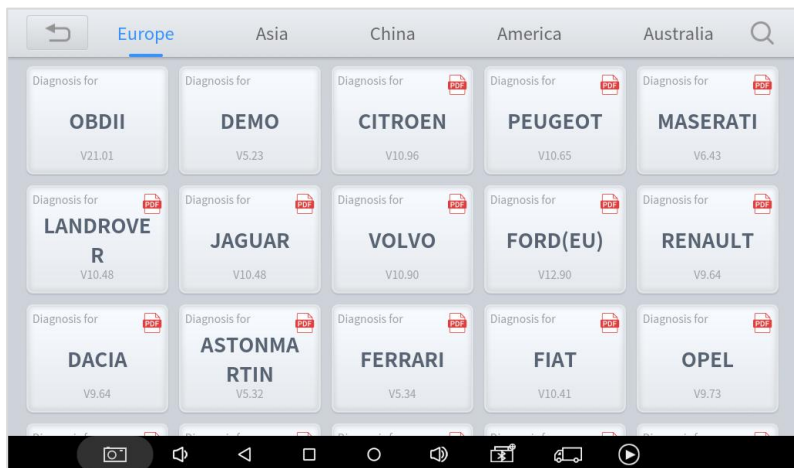 Europe Asia China America Australia
Diagnosis for Diagnosis for Diagnosis for PDF Diagnosis for PDF Diagnosis for PDF
OBDII DEMO CITROEN PEUGEOT MASERATI
V21.01 V5.23 V10.96 V10.65 V6.43
Diagnosis for PDF Diagnosis for PDF Diagnosis for PDF Diagnosis for PDF Diagnosis for PDF
LANDROVE
R JAGUAR VOLVO FORD(EU) RENAULT
V10.48 V10.48 V10.90 V12.90 V9.64
Diagnosis for PDF Diagnosis for PDF Diagnosis for PDF Diagnosis for PDF Diagnosis for PDF
DACIA ASTONMA
RTIN FERRARI FIAT OPEL
V9.64 V5.32 V5.34 V10.41 V9.73